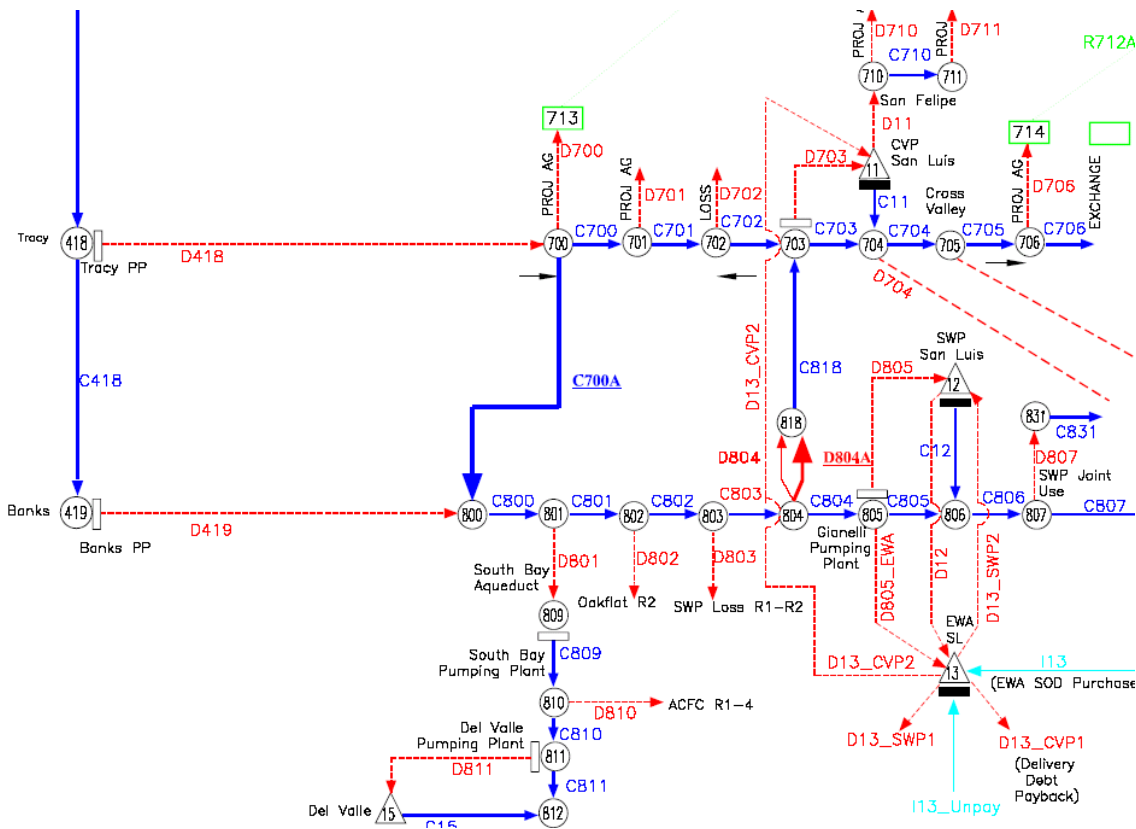 PROJ
D710
PROJ
D711
R712A
C710
710
711
San Felipe
713
D11
714
D700
D703
CVP
San Luis
11
PROJ AG
PROJ AG
D701
LOSS
D702
C11
Cross
Valley
PROJ AG
D706
EXCHANGE
Tracy
418
Tracy PP
D418
700
C700
701
C701
702
C702
703
C703
704
C704
705
C705
706
C706
D704
C418
C700A
D13_CVP2
C818
SWP
San Luis
D805
12
818
831
C831
D804
D804A
C12
D807
SWP Joint
Use
Banks
419
Banks PP
D419
800
C800
801
C801
802
C802
803
C803
804
C804
805
C805
806
C806
807
C807
Gianelli
Pumping
Plant
D801
D802
D803
D805_EWA
D12
D13_SWP2
South Bay
Aqueduct
809
Oakflat R2
SWP Loss R1-R2
EWA
SL
South Bay
Pumping Plant
C809
D13_CVP2
13
I13
(EWA SOD Purchase
810
D810
ACFC R1-4
Del Valle
Pumping Plant
C810
811
D811
C811
D13_SWP1
D13_CVP1
(Delivery
Debt
Payback)
I13_Unpay
Del Valle
15
C15
812